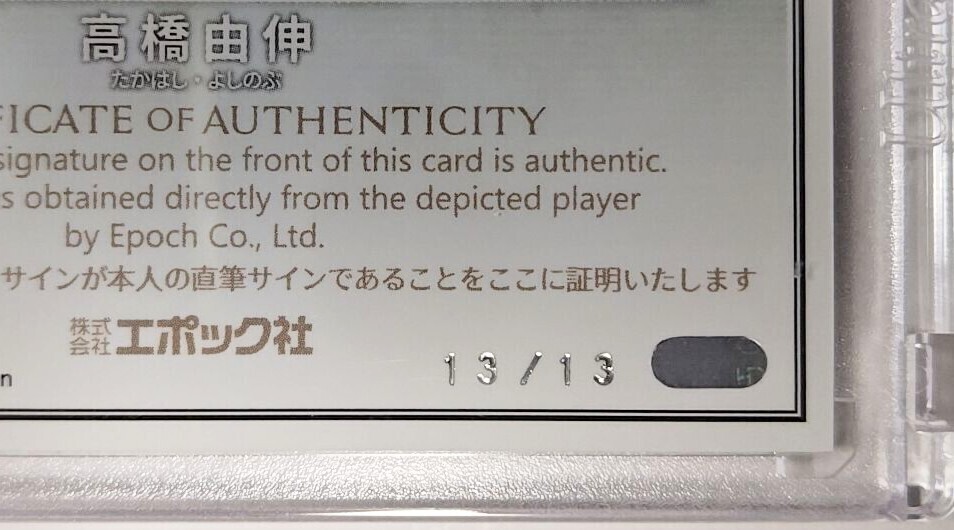 高橋由伸
たかはし・よしのぶ
FICATE OF AUTHENTICITY
signature on the front of this card is authentic.
s obtained directly from the depicted player
by Epoch Co., Ltd.
サインが本人の直筆サインであることをここに証明いたします
株式会社エポック社
13/13
n